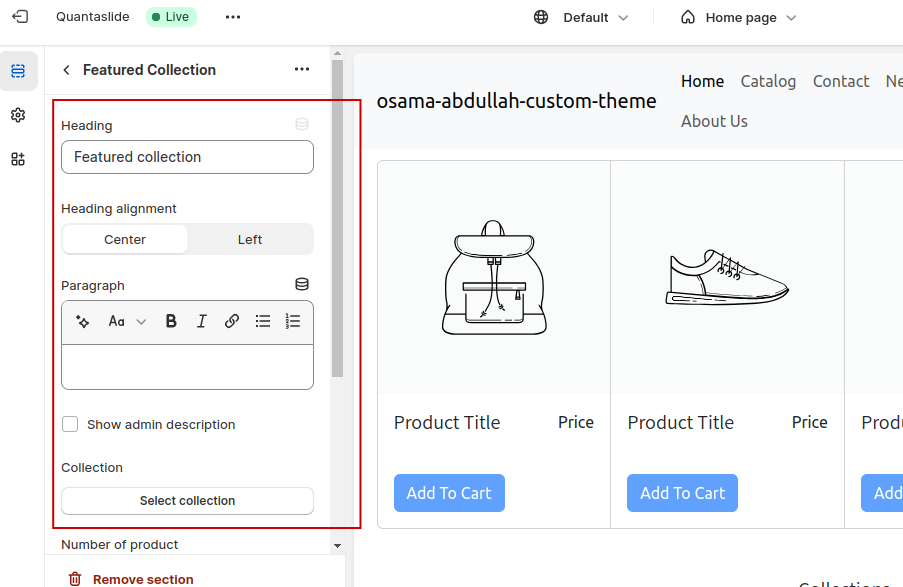 Quantaslide Live Default Home page
Featured Collection
Heading
Featured collection
Heading alignment
Center Left
Paragraph
Aa B I
Show admin description
Collection
Select collection
Number of product
Remove section
osama-abdullah-custom-theme
Home Catalog Contact Ne
About Us
Product Title Price
Add To Cart
Product Title Price
Add To Cart
Produ
Add
Collections